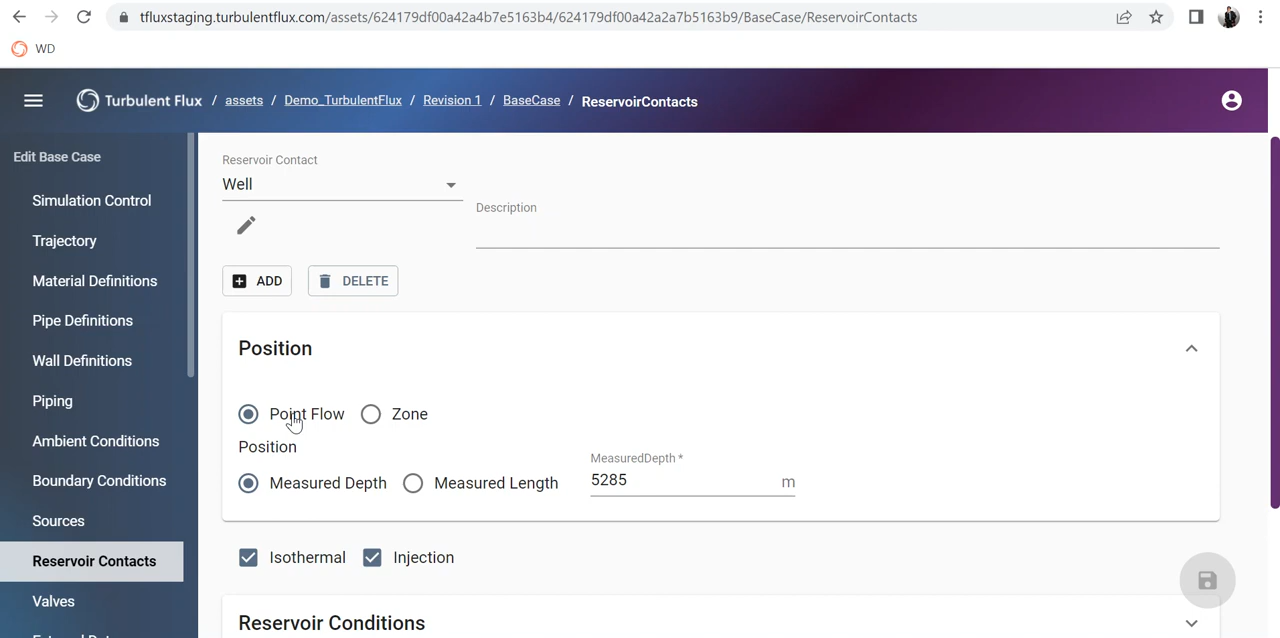 tfluxstaging.turbulentflux.com/assets/624179df00a42a4b7e5163b4/624179df00a42a2a7b5163b9/BaseCase/ReservoirContacts
WD
Turbulent Flux / assets / Demo_TurbulentFlux / Revision 1 / BaseCase / ReservoirContacts
Edit Base Case
Simulation Control
Trajectory
Material Definitions
Pipe Definitions
Wall Definitions
Piping
Ambient Conditions
Boundary Conditions
Sources
Reservoir Contacts
Valves
Reservoir Contact
Well
Description
ADD DELETE
Position
Point Flow Zone
Position
Measured Depth Measured Length
MeasuredDepth *
5285 m
Isothermal Injection
Reservoir Conditions